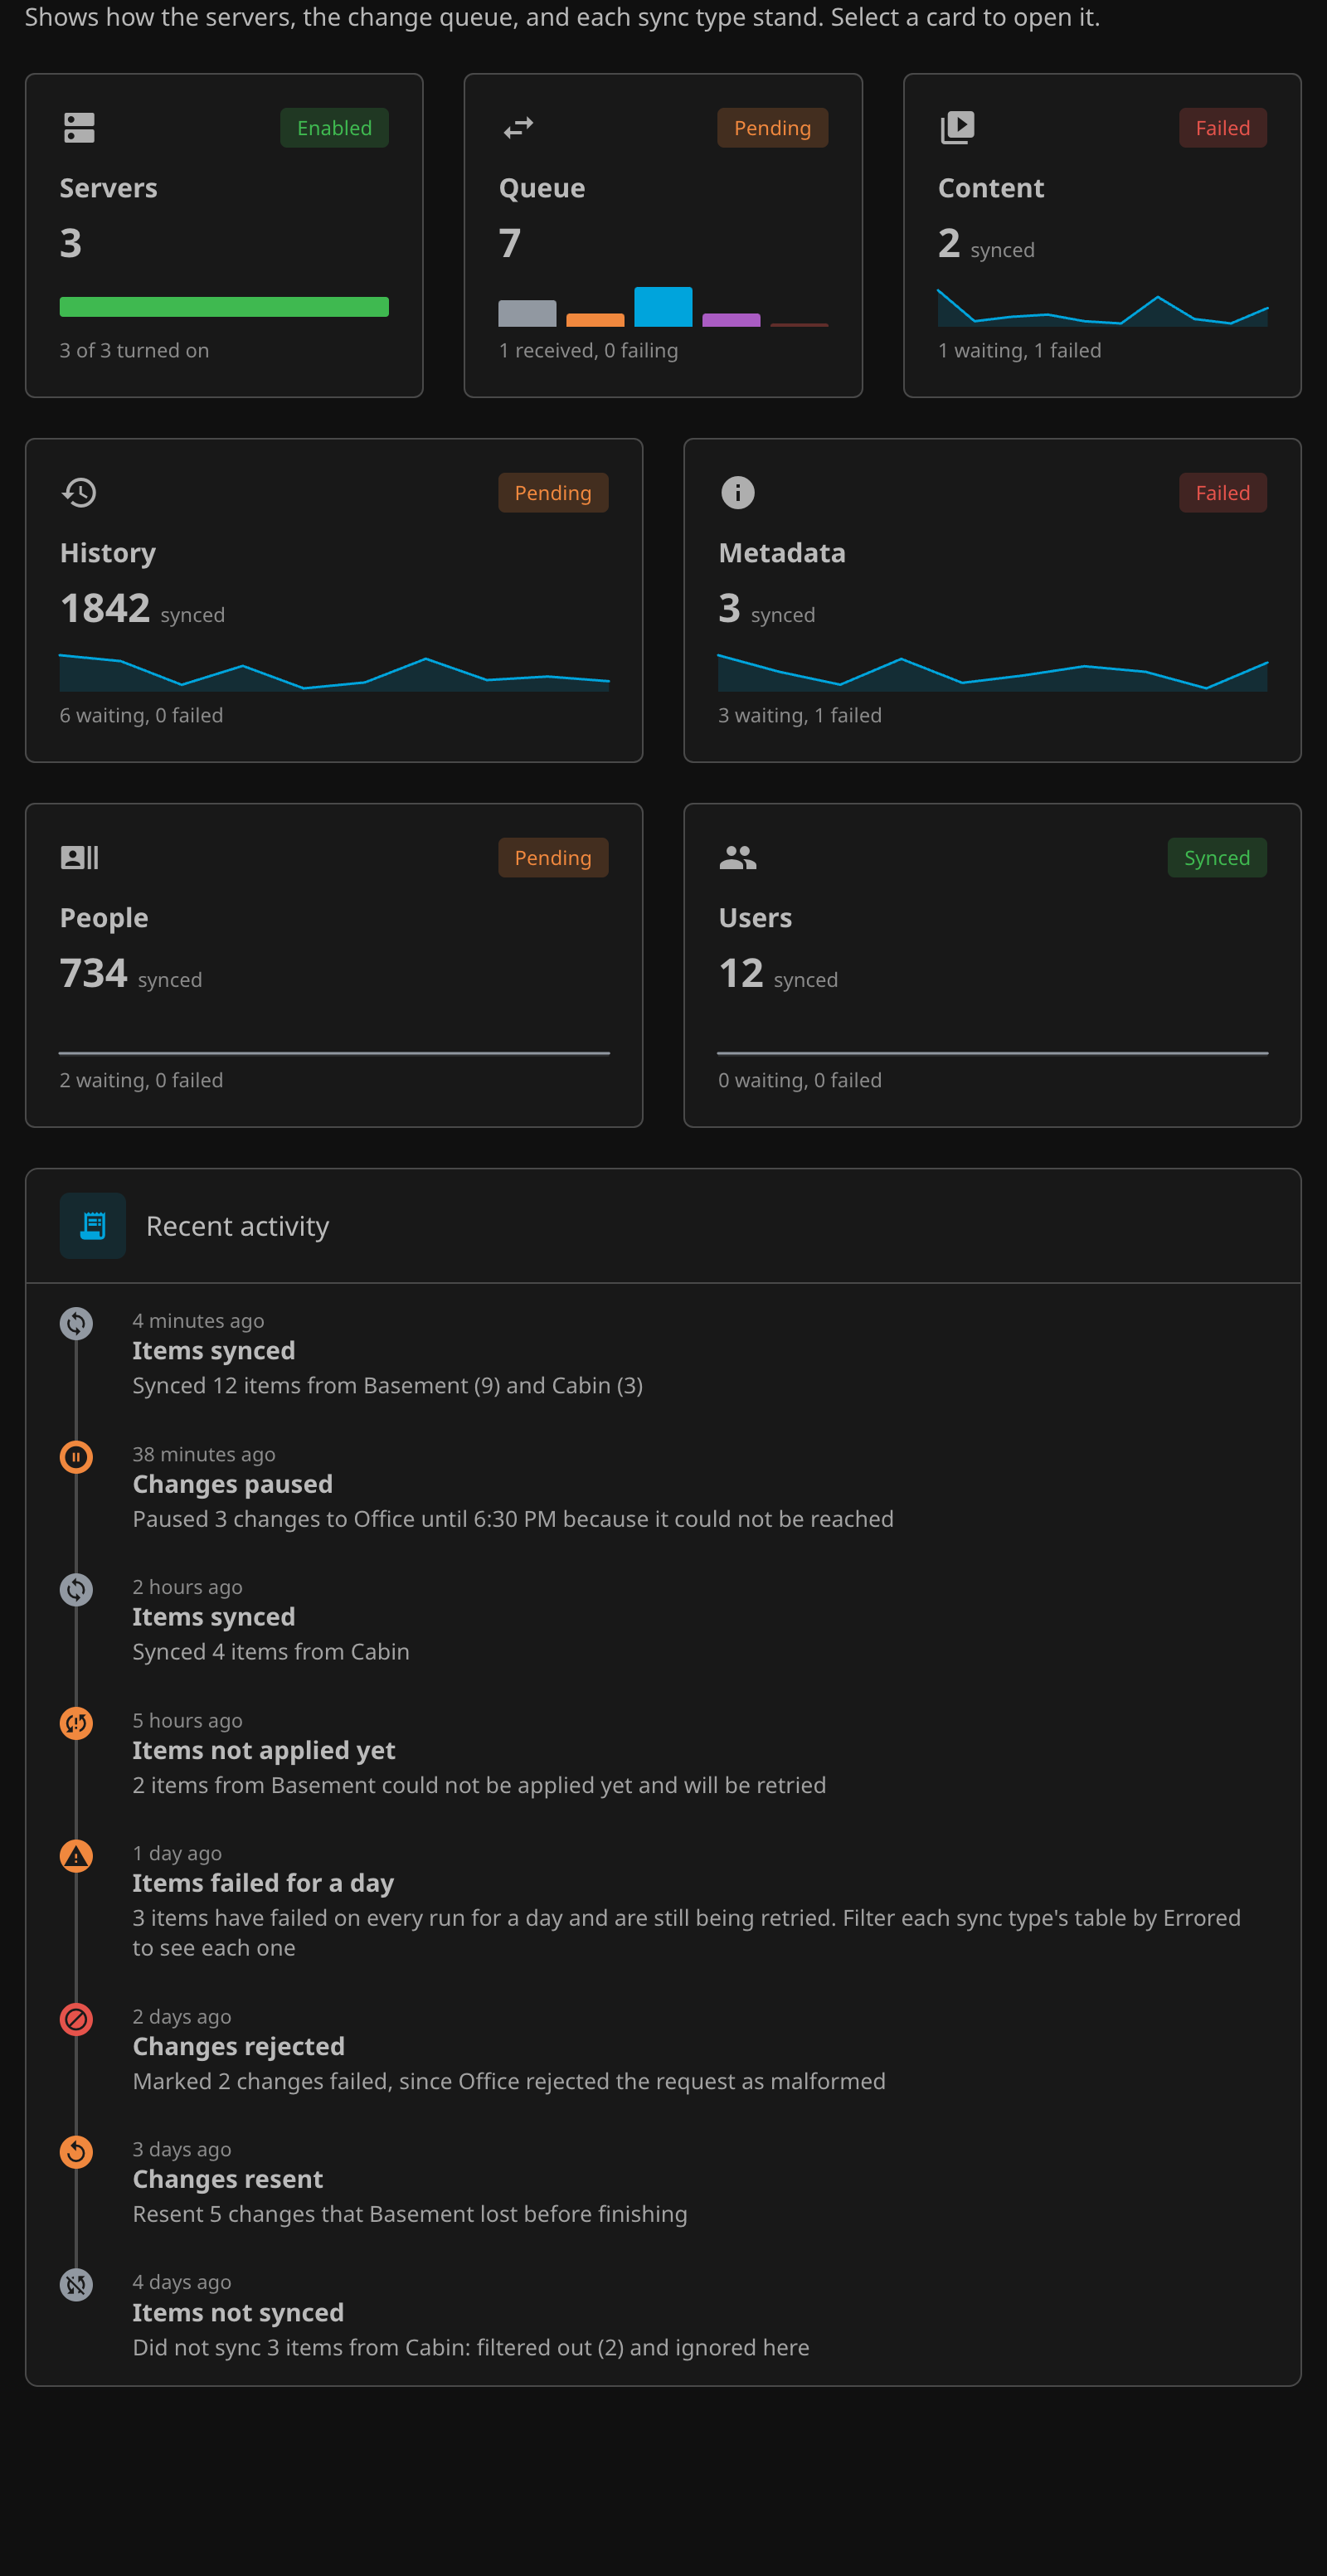 Shows how the servers, the change queue, and each sync type stand. Select a card to open it.
Enabled
Servers
3
3 of 3 turned on
Pending
Queue
7
1 received, 0 failing
Failed
Content
2 synced
1 waiting, 1 failed
Pending
History
1842 synced
6 waiting, 0 failed
Failed
Metadata
3 synced
3 waiting, 1 failed
Pending
People
734 synced
2 waiting, 0 failed
Synced
Users
12 synced
0 waiting, 0 failed
Recent activity
4 minutes ago
Items synced
Synced 12 items from Basement (9) and Cabin (3)
38 minutes ago
Changes paused
Paused 3 changes to Office until 6:30 PM because it could not be reached
2 hours ago
Items synced
Synced 4 items from Cabin
5 hours ago
Items not applied yet
2 items from Basement could not be applied yet and will be retried
1 day ago
Items failed for a day
3 items have failed on every run for a day and are still being retried. Filter each sync type's table by Errored
to see each one
2 days ago
Changes rejected
Marked 2 changes failed, since Office rejected the request as malformed
3 days ago
Changes resent
Resent 5 changes that Basement lost before finishing
4 days ago
Items not synced
Did not sync 3 items from Cabin: filtered out (2) and ignored here